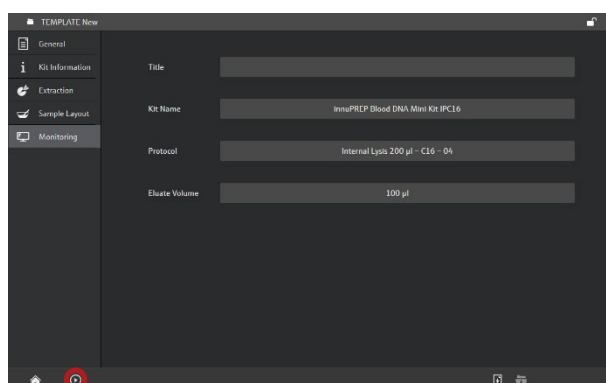 TEMPLATE New
General
Kit Information
Extraction
Sample Layout
Monitoring
Title
Kit Name
InnuPREP Blood DNA Mini Kit IPC16
Protocol
Internal Lysis 200 µl – C16 – 04
Eluate Volume
100 µl